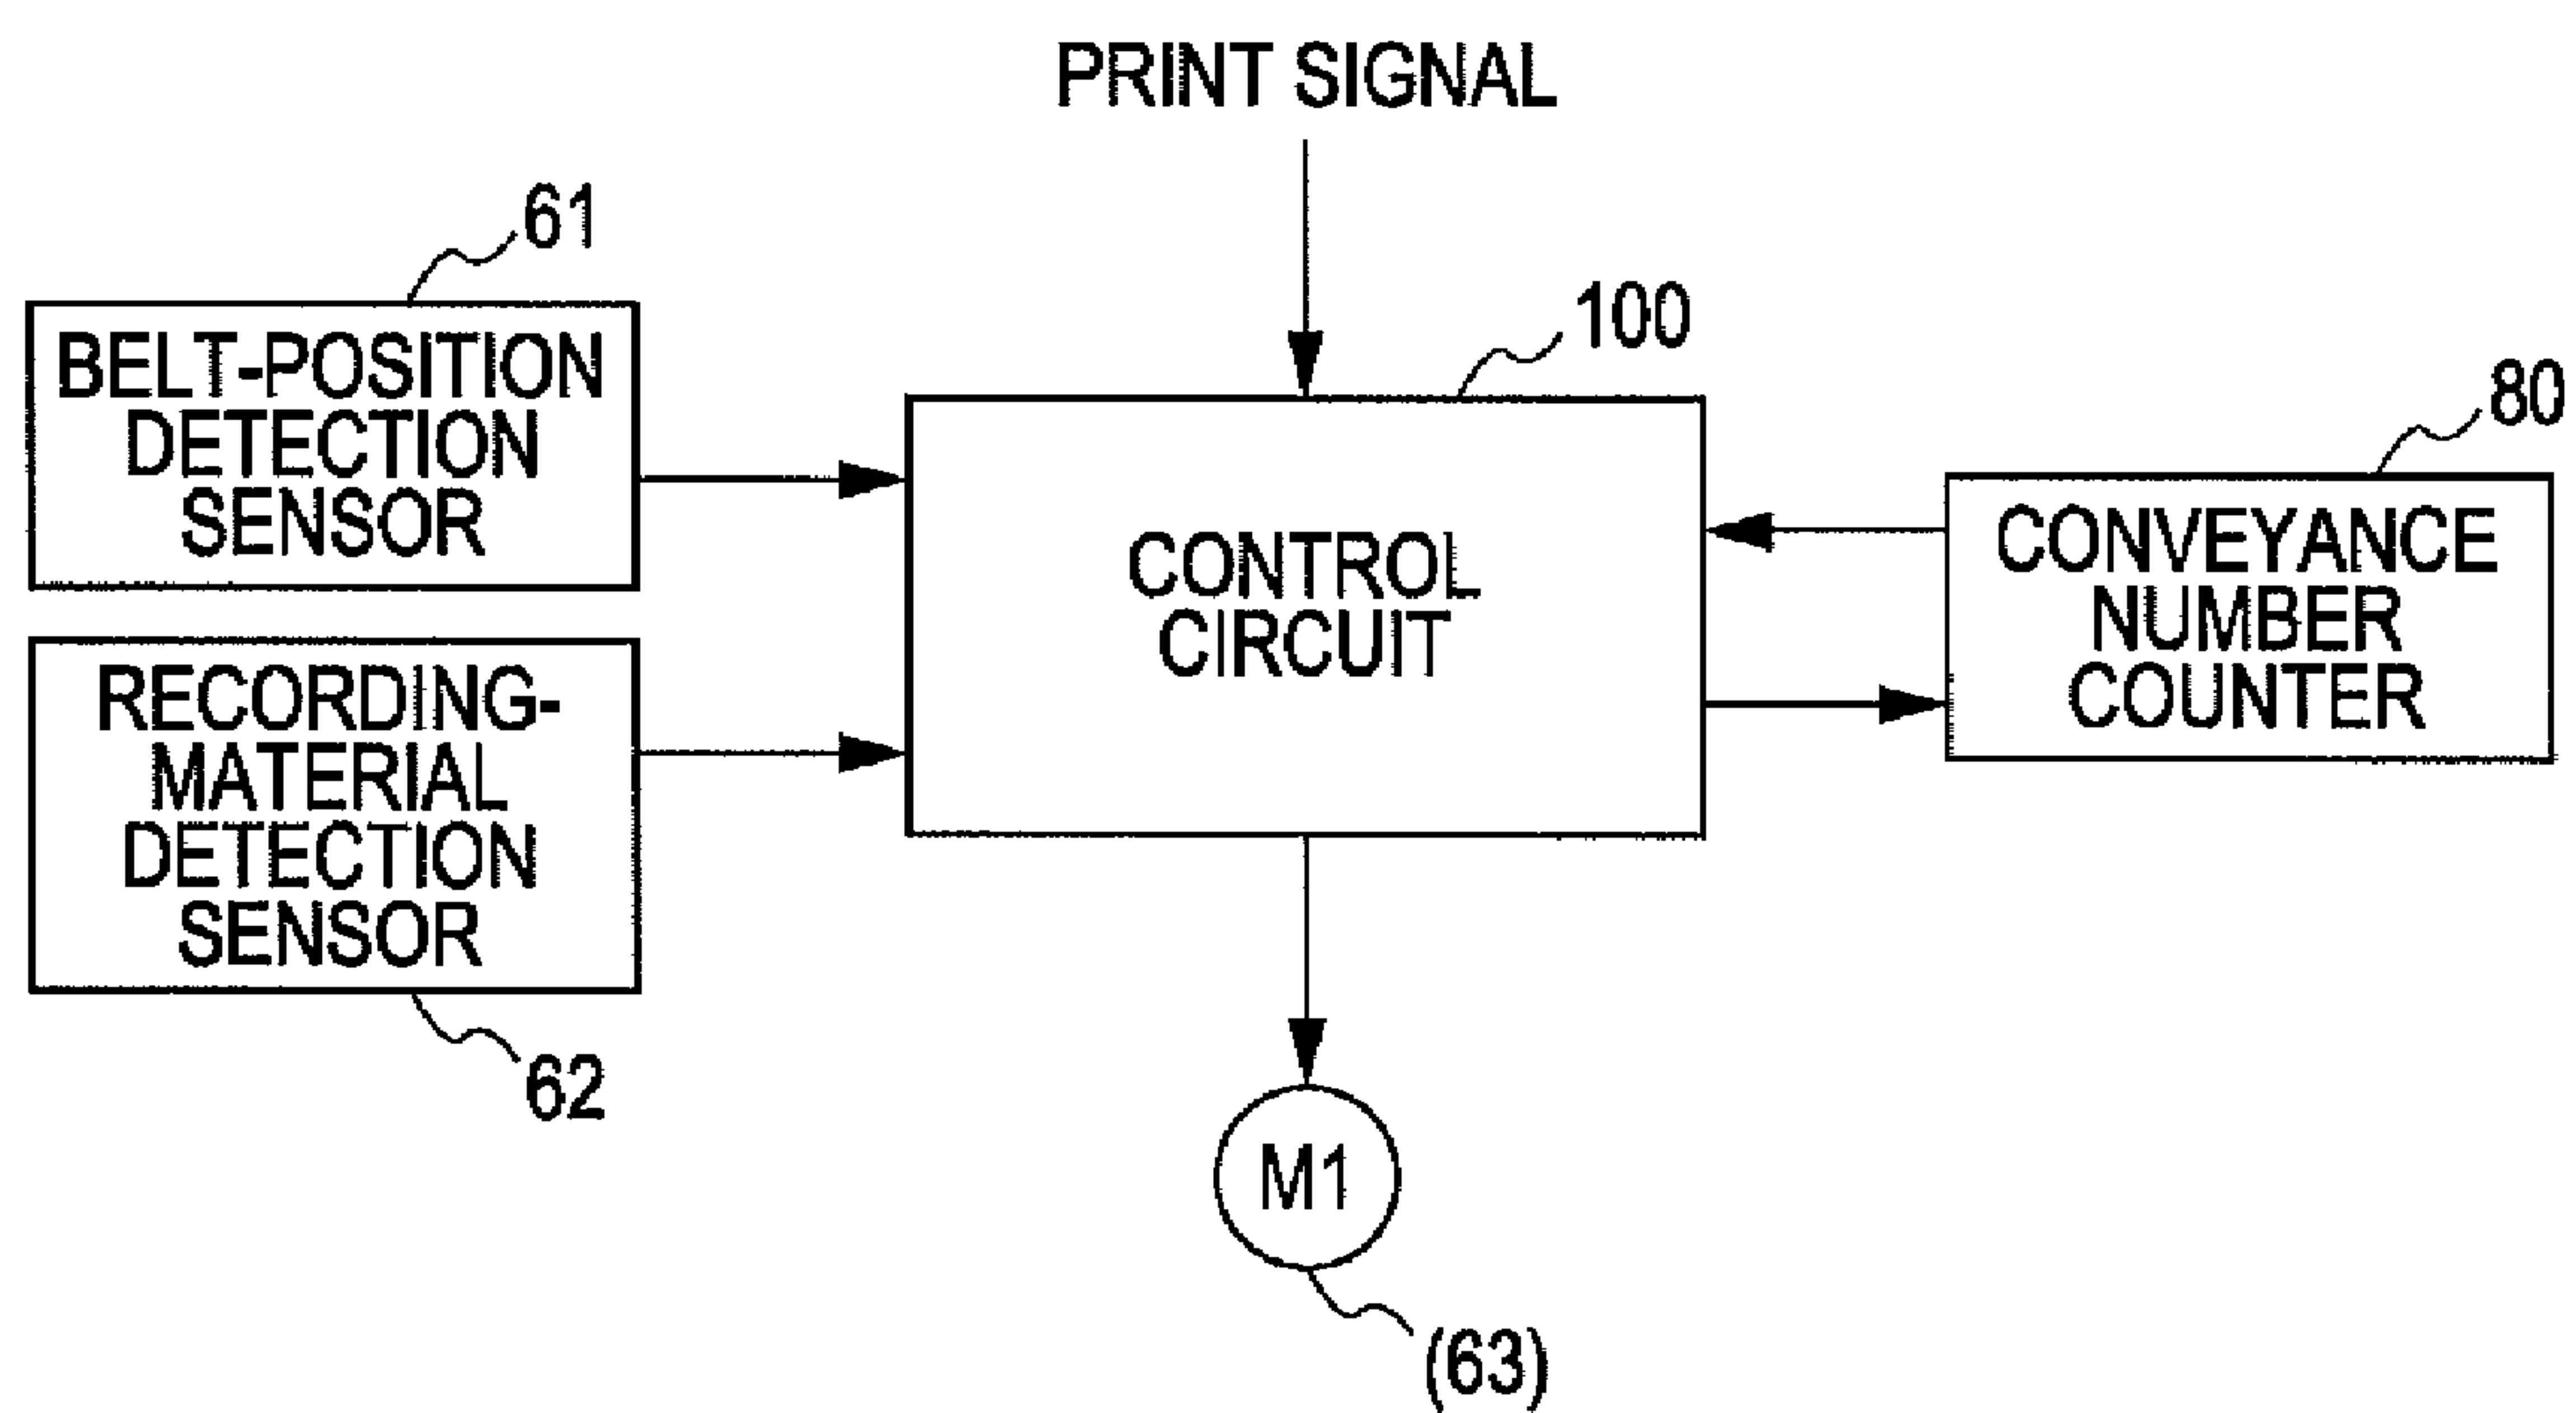 PRINT SIGNAL
61
BELT-POSITION
DETECTION
SENSOR
100
CONTROL
CIRCUIT
80
CONVEYANCE
NUMBER
COUNTER
RECORDING-
MATERIAL
DETECTION
SENSOR
62
M1
(63)